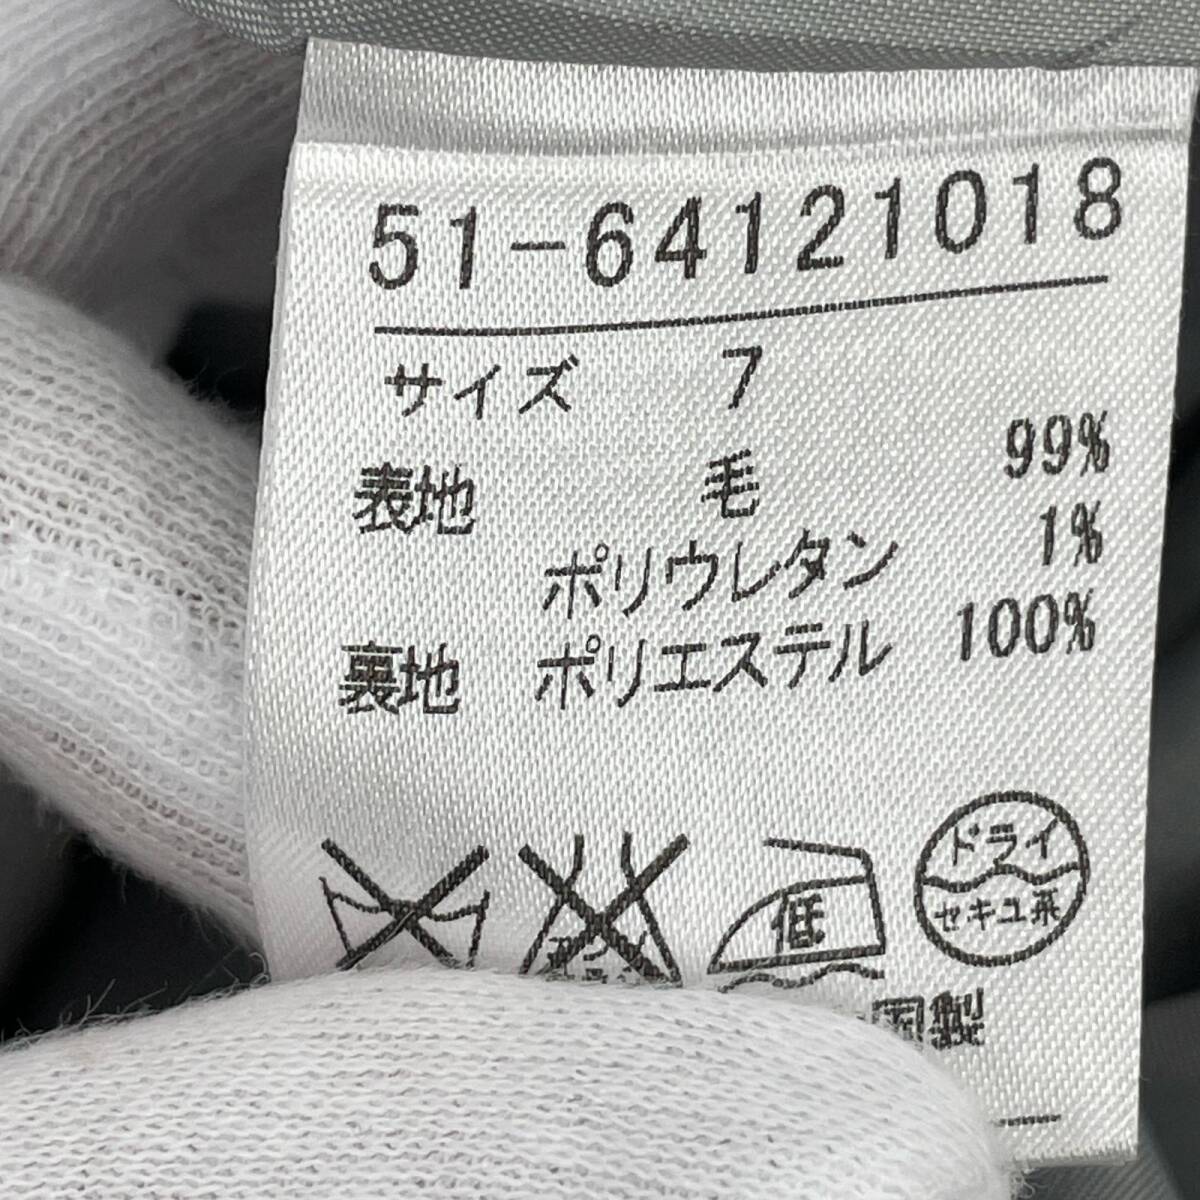 51-64121018
サイズ 7
表地 毛 99%
ポリウレタン 1%
裏地 ポリエステル 100%
低
ドライ
セキユ系
国製